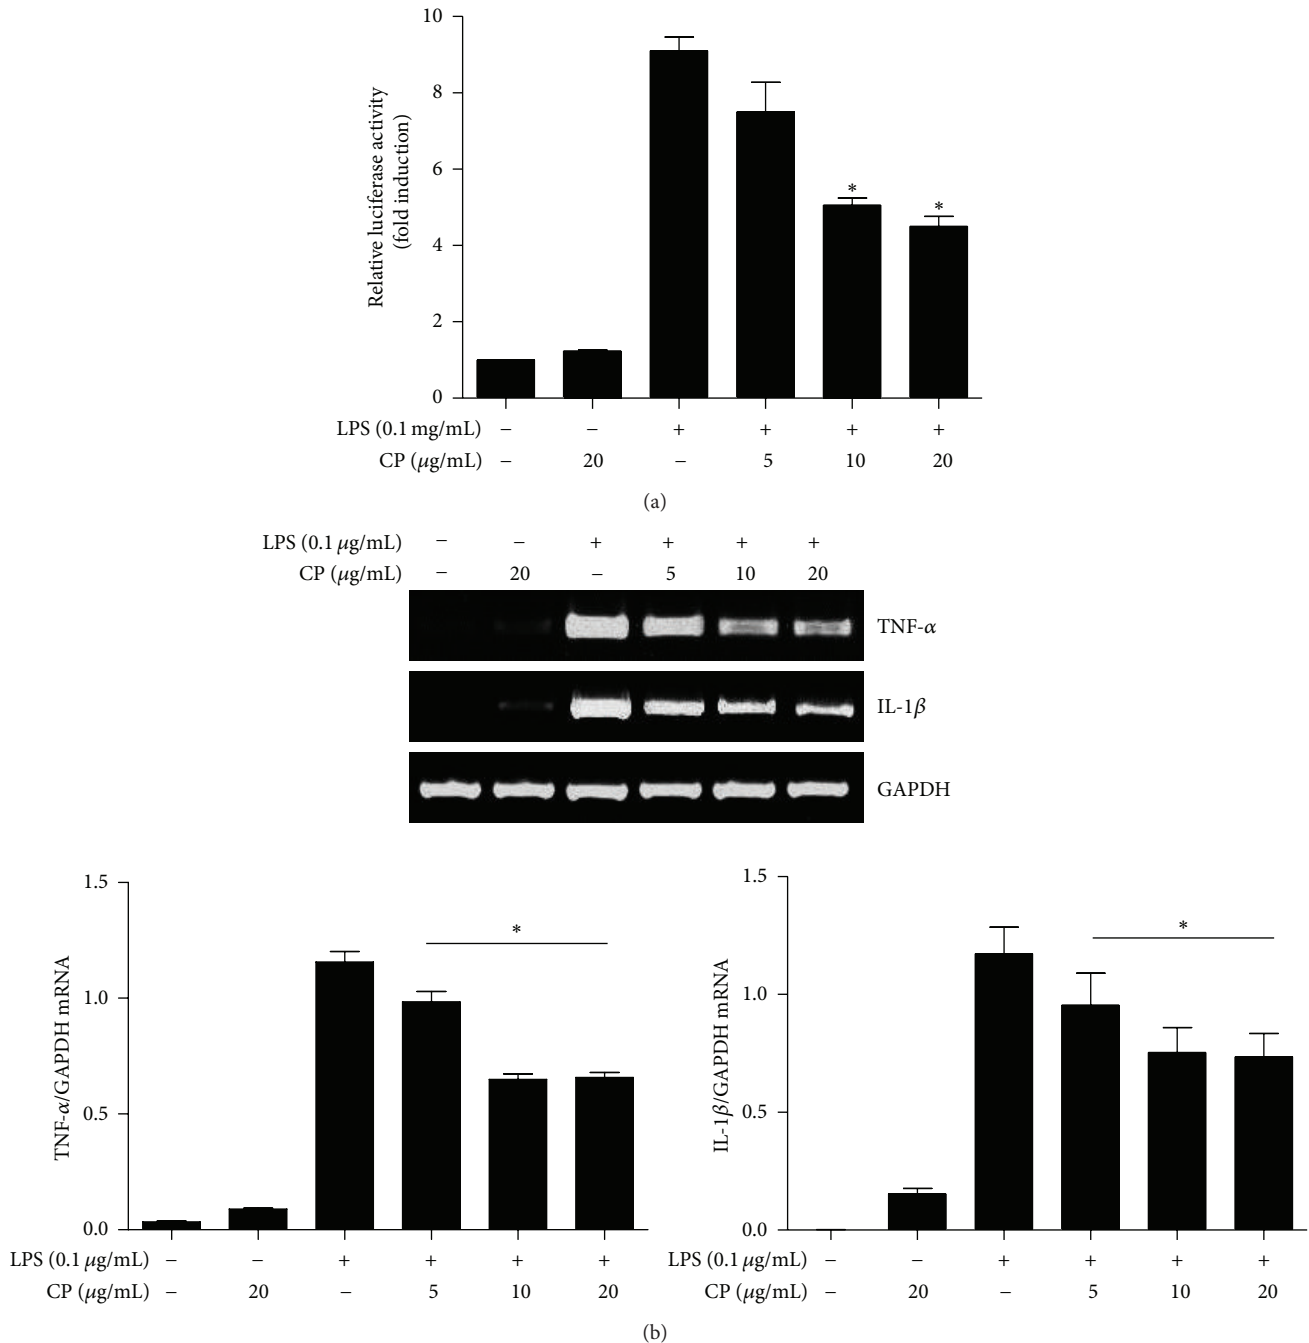 10
8
6
4
2
0
Relative luciferase activity
(fold induction)
*
*
LPS (0.1 mg/mL) − − + + + +
CP (μg/mL) − 20 − 5 10 20
(a)
LPS (0.1 μg/mL) − − + + + +
CP (μg/mL) − 20 − 5 10 20
TNF-α
IL-1β
GAPDH
1.5
1.0
0.5
0.0
TNF-α/GAPDH mRNA
*
LPS (0.1 μg/mL) − − + + + +
CP (μg/mL) − 20 − 5 10 20
1.5
1.0
0.5
0.0
IL-1β/GAPDH mRNA
*
LPS (0.1 μg/mL) − − + + + +
CP (μg/mL) − 20 − 5 10 20
(b)